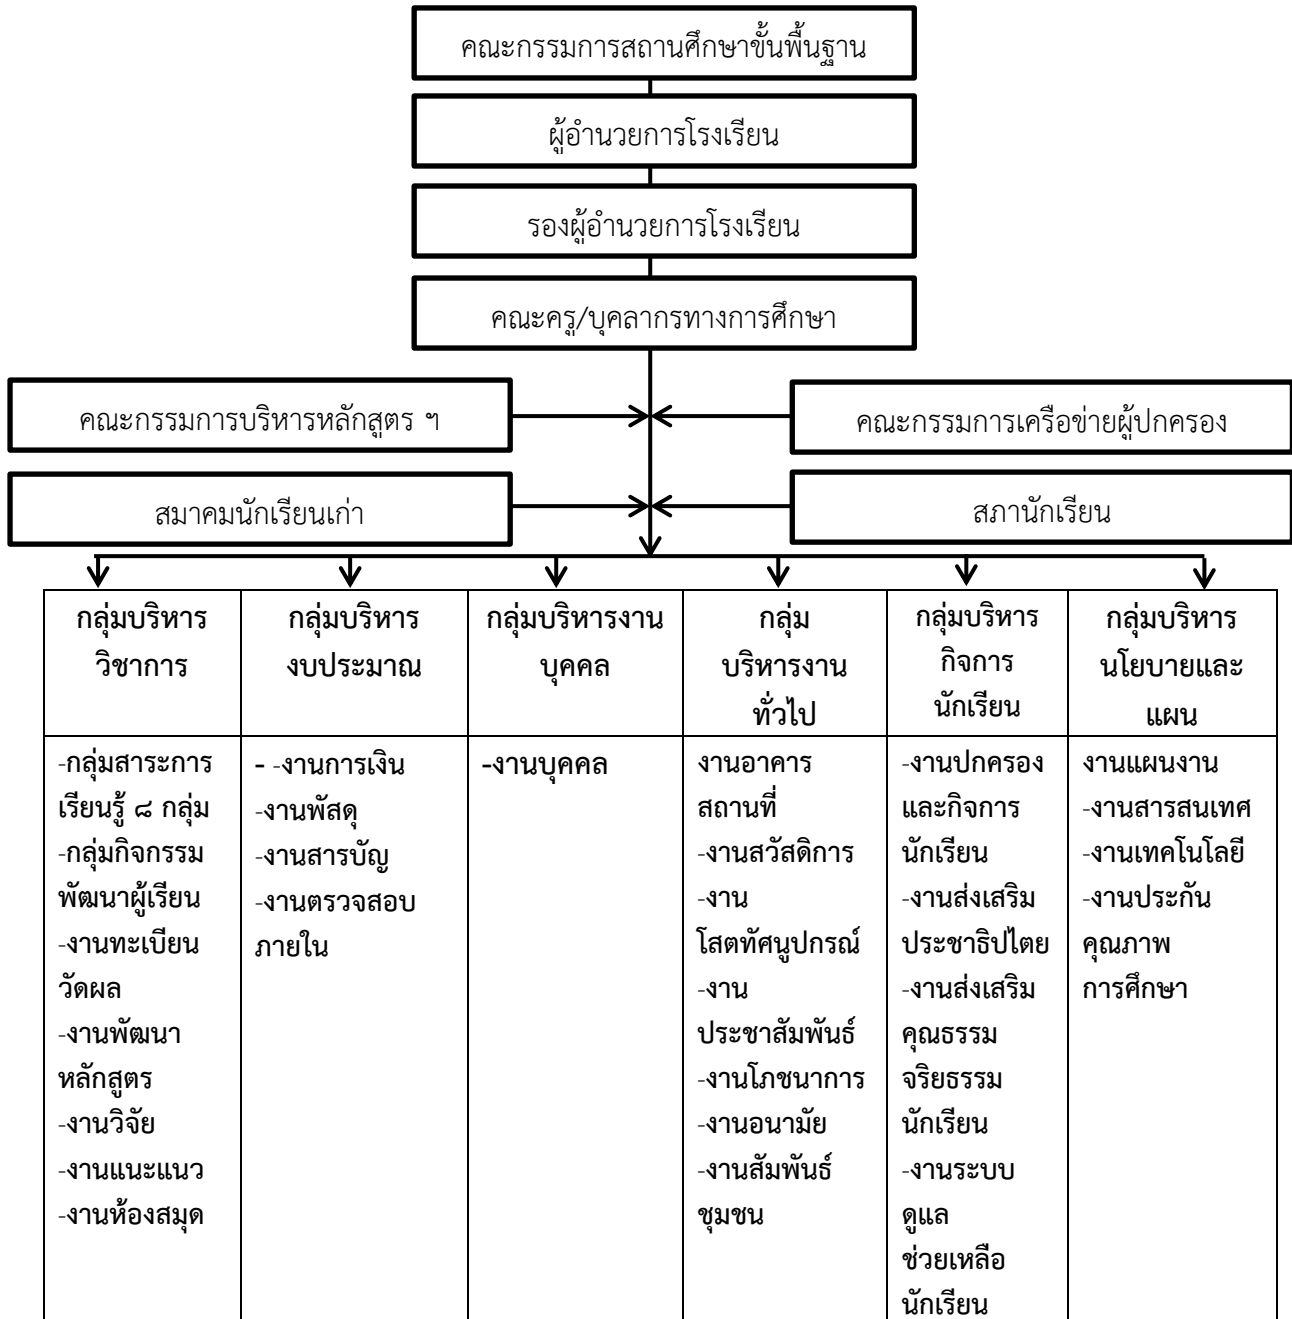 คณะกรรมการสถานศึกษาขั้นพื้นฐาน
ผู้อำนวยการโรงเรียน
รองผู้อำนวยการโรงเรียน
คณะครู/บุคลากรทางการศึกษา
คณะกรรมการบริหารหลักสูตร ฯ
คณะกรรมการเครือข่ายผู้ปกครอง
สมาคมนักเรียนเก่า
สภานักเรียน
กลุ่มบริหาร
วิชาการ
กลุ่มบริหาร
งบประมาณ
กลุ่มบริหารงาน
บุคคล
กลุ่ม
บริหารงาน
ทั่วไป
กลุ่มบริหาร
กิจการ
นักเรียน
กลุ่มบริหาร
นโยบายและ
แผน
-กลุ่มสาระการ
เรียนรู้ ๘ กลุ่ม
-กลุ่มกิจกรรม
พัฒนาผู้เรียน
-งานทะเบียน
วัดผล
-งานพัฒนา
หลักสูตร
-งานวิจัย
-งานแนะแนว
-งานห้องสมุด
- -งานการเงิน
-งานพัสดุ
-งานสารบัญ
-งานตรวจสอบ
ภายใน
-งานบุคคล
งานอาคาร
สถานที่
-งานสวัสดิการ
-งาน
โสตทัศนูปกรณ์
-งาน
ประชาสัมพันธ์
-งานโภชนาการ
-งานอนามัย
-งานสัมพันธ์
ชุมชน
-งานปกครอง
และกิจการ
นักเรียน
-งานส่งเสริม
ประชาธิปไตย
-งานส่งเสริม
คุณธรรม
จริยธรรม
นักเรียน
-งานระบบ
ดูแล
ช่วยเหลือ
นักเรียน
งานแผนงาน
-งานสารสนเทศ
-งานเทคโนโลยี
-งานประกัน
คุณภาพ
การศึกษา